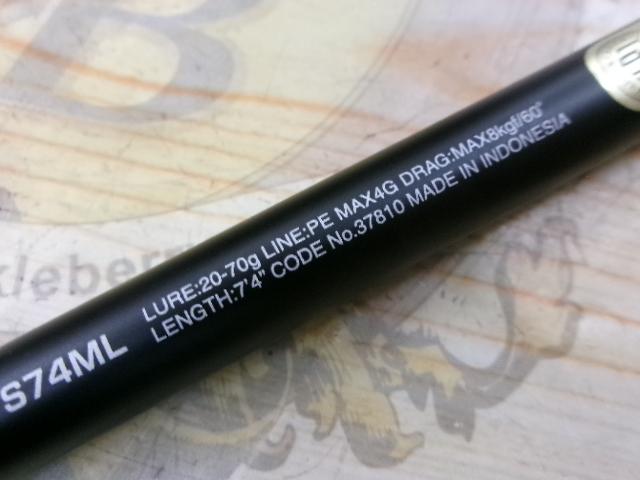 B
LURE:20-70g LINE:PE MAX4G DRAG:MAX8kgf/60°
LENGTH:7'4" CODE No.37810 MADE IN INDONESIA
S74ML
kleberr